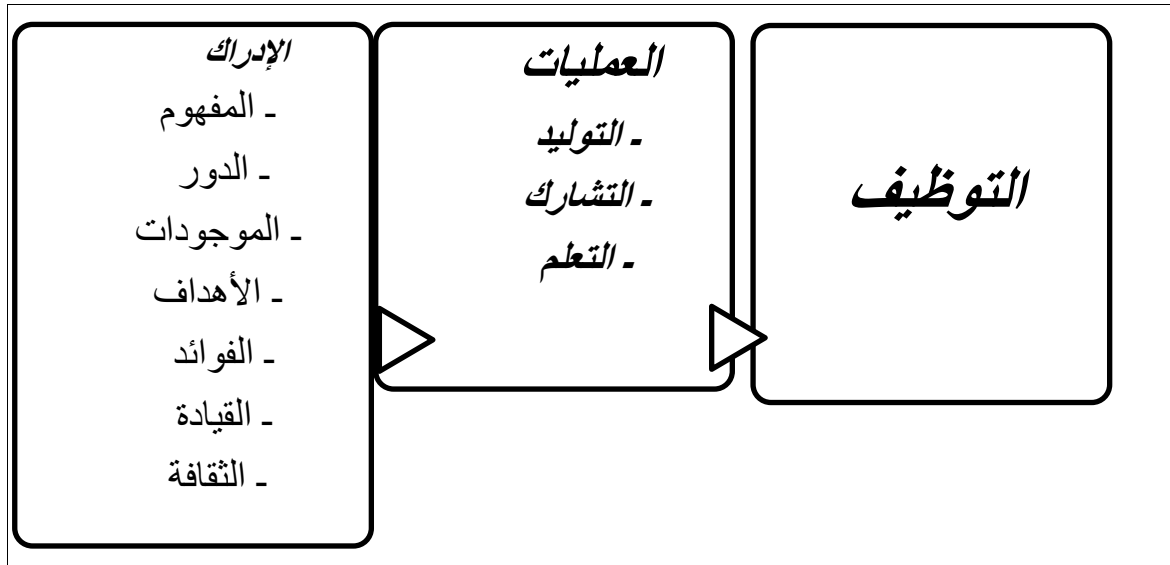 الإدراك
ـ المفهوم
ـ الدور
ـ الموجودات
ـ الأهداف
ـ الفوائد
ـ القيادة
ـ الثقافة
العمليات
ـ التوليد
ـ التشارك
ـ التعلم
التوظيف